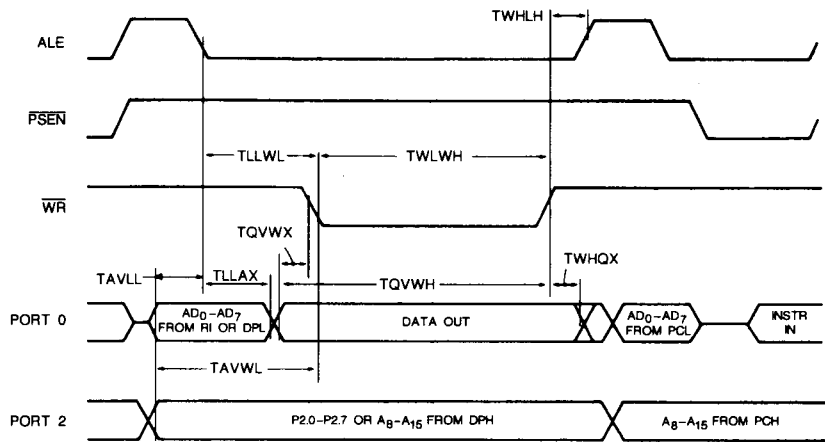 TWHLH
ALE
PSEN
TLLWL
TWLWH
WR
TQVWX
TAVLL
TLLAX
TQVWH
TWHQX
PORT 0
AD0–AD7
FROM RI OR DPL
DATA OUT
AD0–AD7
FROM PCL
INSTR
IN
TAVWL
PORT 2
P2.0–P2.7 OR A8–A15 FROM DPH
A8–A15 FROM PCH